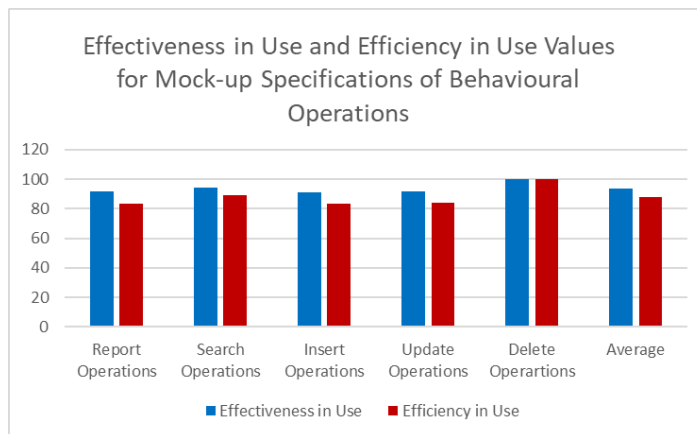 Effectiveness in Use and Efficiency in Use Values
for Mock-up Specifications of Behavioural
Operations
120
100
80
60
40
20
0
Report
Operations
Search
Operations
Insert
Operations
Update
Operations
Delete
Operartions
Average
Effectiveness in Use
Efficiency in Use